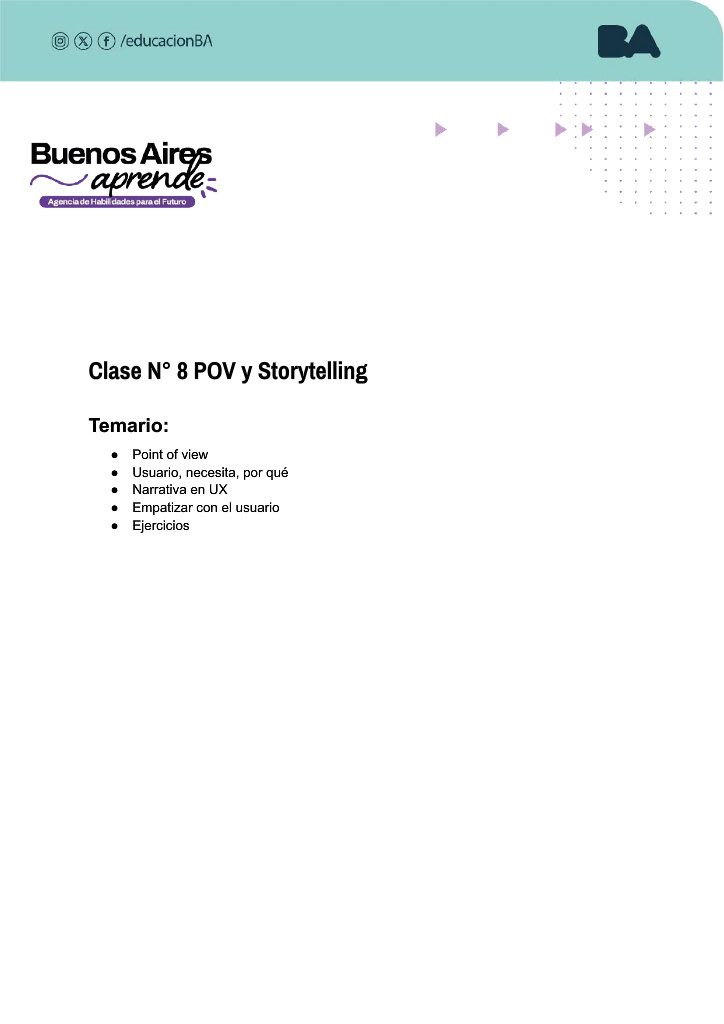 /educacionBA
BA
Buenos Aires
aprende
Agencia de Habilidades para el Futuro
Clase N° 8 POV y Storytelling
Temario:
● Point of view
● Usuario, necesita, por qué
● Narrativa en UX
● Empatizar con el usuario
● Ejercicios